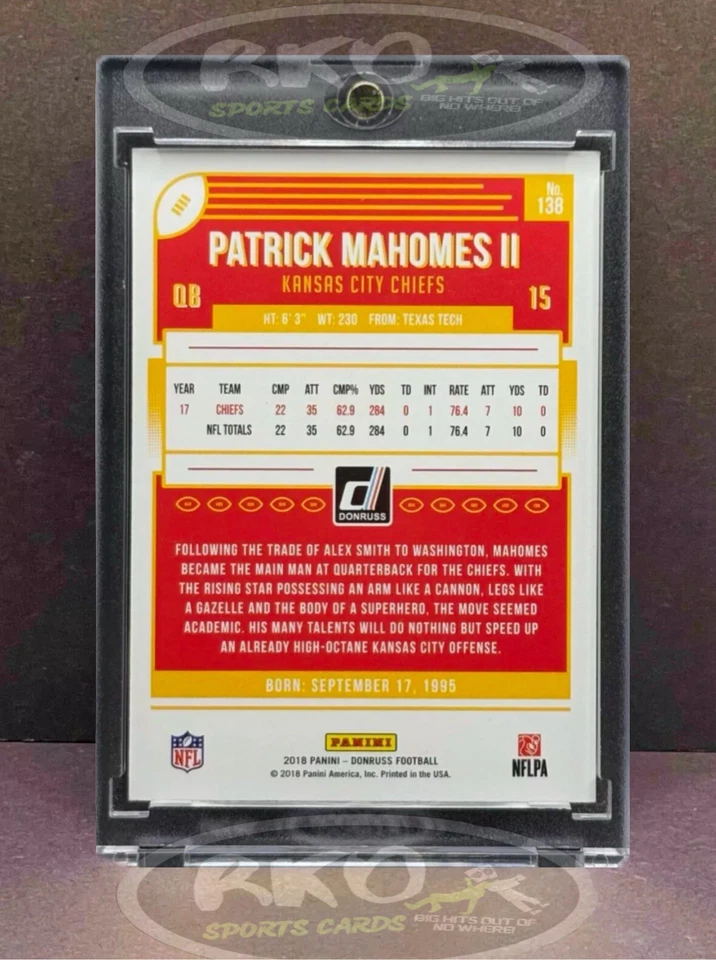 RKO
SPORTS CARDS BIG HITS OUT OF
NO WHERE!
No.
138
PATRICK MAHOMES II
KANSAS CITY CHIEFS
QB 15
HT: 6' 3" WT: 230 FROM: TEXAS TECH
YEAR TEAM CMP ATT CMP% YDS TD INT RATE ATT YDS TD
17 CHIEFS 22 35 62.9 284 0 1 76.4 7 10 0
NFL TOTALS 22 35 62.9 284 0 1 76.4 7 10 0
d
DONRUSS
FOLLOWING THE TRADE OF ALEX SMITH TO WASHINGTON, MAHOMES
BECAME THE MAIN MAN AT QUARTERBACK FOR THE CHIEFS. WITH
THE RISING STAR POSSESSING AN ARM LIKE A CANNON, LEGS LIKE
A GAZELLE AND THE BODY OF A SUPERHERO, THE MOVE SEEMED
ACADEMIC. HIS MANY TALENTS WILL DO NOTHING BUT SPEED UP
AN ALREADY HIGH-OCTANE KANSAS CITY OFFENSE.
BORN: SEPTEMBER 17, 1995
NFL
PANINI
NFLPA
2018 PANINI – DONRUSS FOOTBALL
© 2018 Panini America, Inc. Printed in the USA.
RKO
SPORTS CARDS BIG HITS OUT OF
NO WHERE!